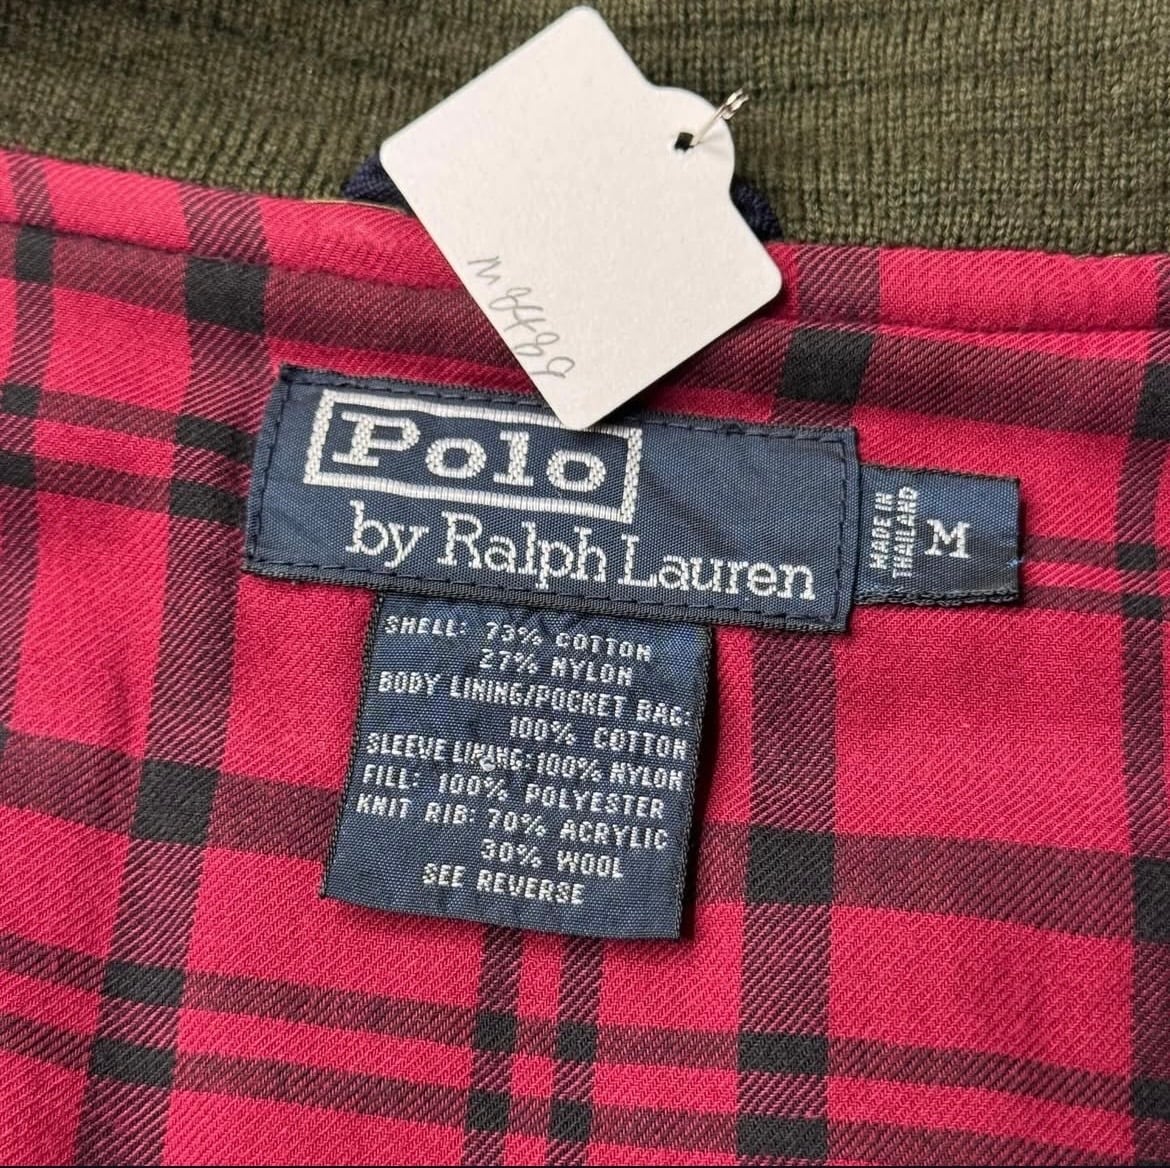 M8489
Polo
by Ralph Lauren
MADE IN
THAILAND
M
SHELL: 73% COTTON
27% NYLON
BODY LINING/POCKET BAG:
100% COTTON
SLEEVE LINING: 100% NYLON
FILL: 100% POLYESTER
KNIT RIB: 70% ACRYLIC
30% WOOL
SEE REVERSE